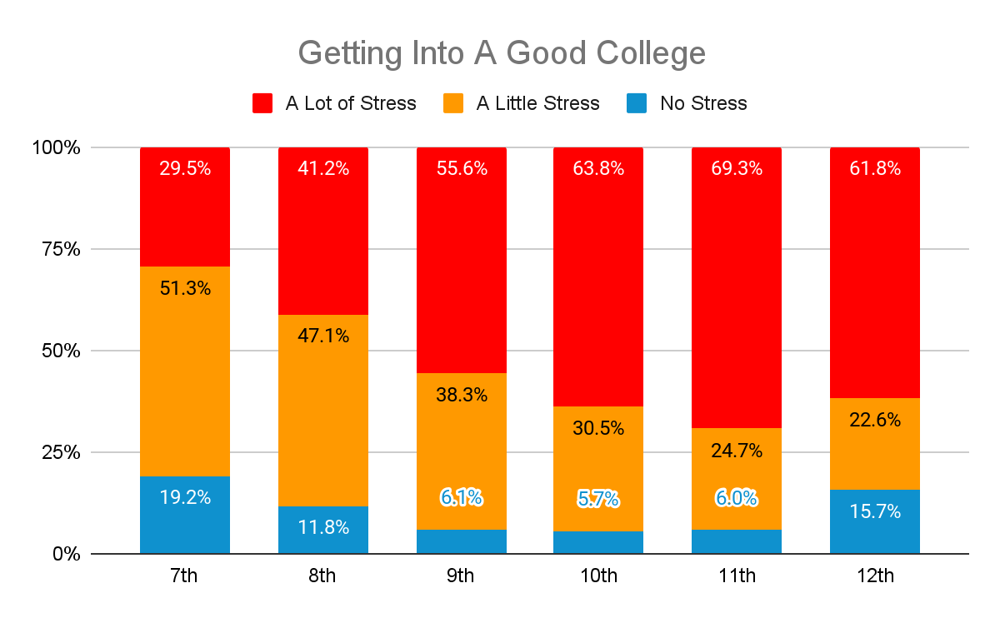 Getting Into A Good College
A Lot of Stress A Little Stress No Stress
100%
29.5% 41.2% 55.6% 63.8% 69.3% 61.8%
75%
51.3%
47.1%
50%
38.3%
30.5%
22.6%
25%
24.7%
19.2% 6.1% 5.7% 6.0%
11.8% 15.7%
0%
7th 8th 9th 10th 11th 12th